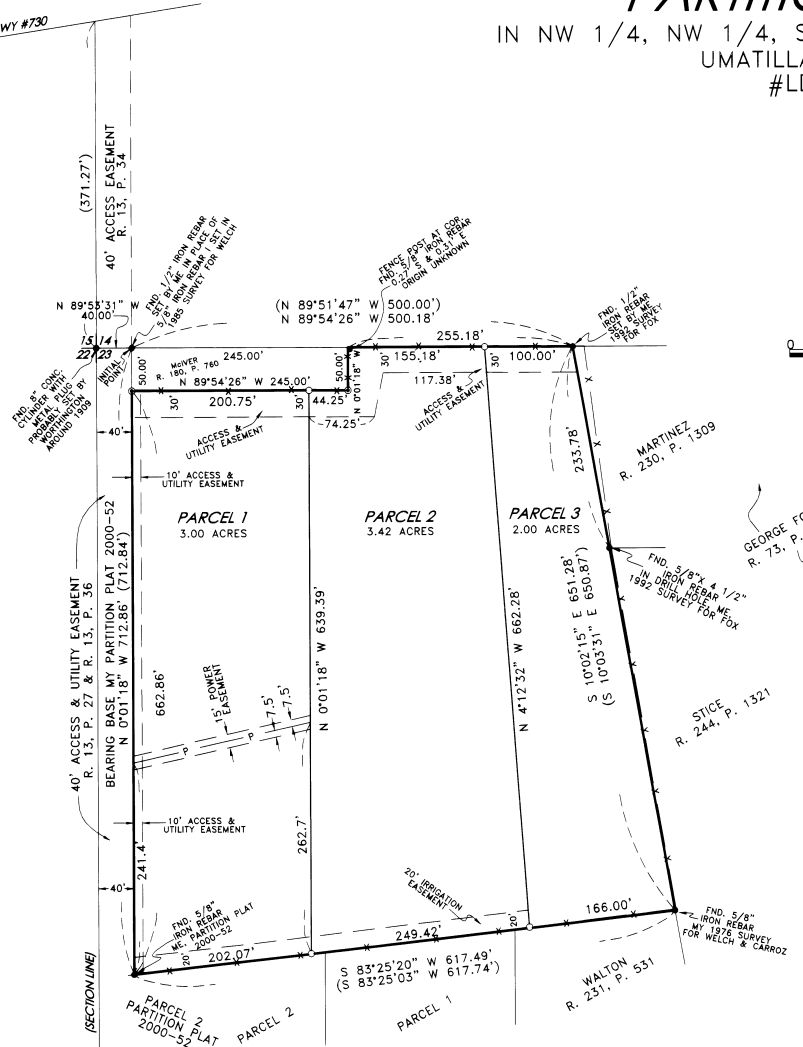 WY #730
IN NW 1/4, NW 1/4, S
UMATILLA
#LD
(371.27')
40' ACCESS EASEMENT
R. 13, P. 34
N 89°53'31" W
40.00'
15 14
22 23
INITIAL
POINT
FND. 8" CONC.
CYLINDER WITH
METAL PLUG
PROBABLY SET BY
WORTHINGTON
AROUND 1909
FND. 1/2" IRON REBAR
SET BY ME IN PLACE OF
5/8" IRON REBAR I SET IN
1985 SURVEY FOR WELCH
FENCE POST AT COR.
FND. 5/8" IRON REBAR
0.27' S & 0.31' E
ORIGIN UNKNOWN
(N 89°51'47" W 500.00')
N 89°54'26" W 500.18'
FND. 1/2"
IRON REBAR
SET BY ME
1992 SURVEY
FOR FOX
255.18'
McIVER
R. 180, P. 760
245.00'
50.00'
N 89°54'26" W 245.00'
50.00'
N 0°01'18" W
30'
155.18'
30'
100.00'
117.38'
30'
200.75'
30'
44.25'
74.25'
ACCESS &
UTILITY EASEMENT
ACCESS &
UTILITY EASEMENT
40'
10' ACCESS &
UTILITY EASEMENT
233.78'
MARTINEZ
R. 230, P. 1309
GEORGE FO
R. 73, P.
0
PARCEL 1
3.00 ACRES
PARCEL 2
3.42 ACRES
PARCEL 3
2.00 ACRES
FND. 5/8"X 4 1/2"
IRON REBAR
IN DRILL HOLE, ME,
1992 SURVEY FOR FOX
40' ACCESS & UTILITY EASEMENT
R. 13, P. 27 & R. 13, P. 36
BEARING BASE MY PARTITION PLAT 2000-52
N 0°01'18" W 712.86' (712.84')
662.86'
15' POWER
EASEMENT
7.5'
7.5'
P
P
N 0°01'18" W 639.39'
N 4°12'32" W 662.28'
S 10°02'15" E 651.28'
(S 10°03'31" E 650.87')
STICE
R. 244, P. 1321
10' ACCESS &
UTILITY EASEMENT
241.4'
262.7'
40'
20' IRRIGATION
EASEMENT
FND. 5/8"
IRON REBAR
ME, PARTITION PLAT
2000-52
20'
202.07'
249.42'
20'
166.00'
FND. 5/8"
IRON REBAR
MY 1976 SURVEY
FOR WELCH & CARROZ
S 83°25'20" W 617.49'
(S 83°25'03" W 617.74')
WALTON
R. 231, P. 531
(SECTION LINE)
PARCEL 2
PARTITION PLAT
2000-52
PARCEL 2
PARCEL 1